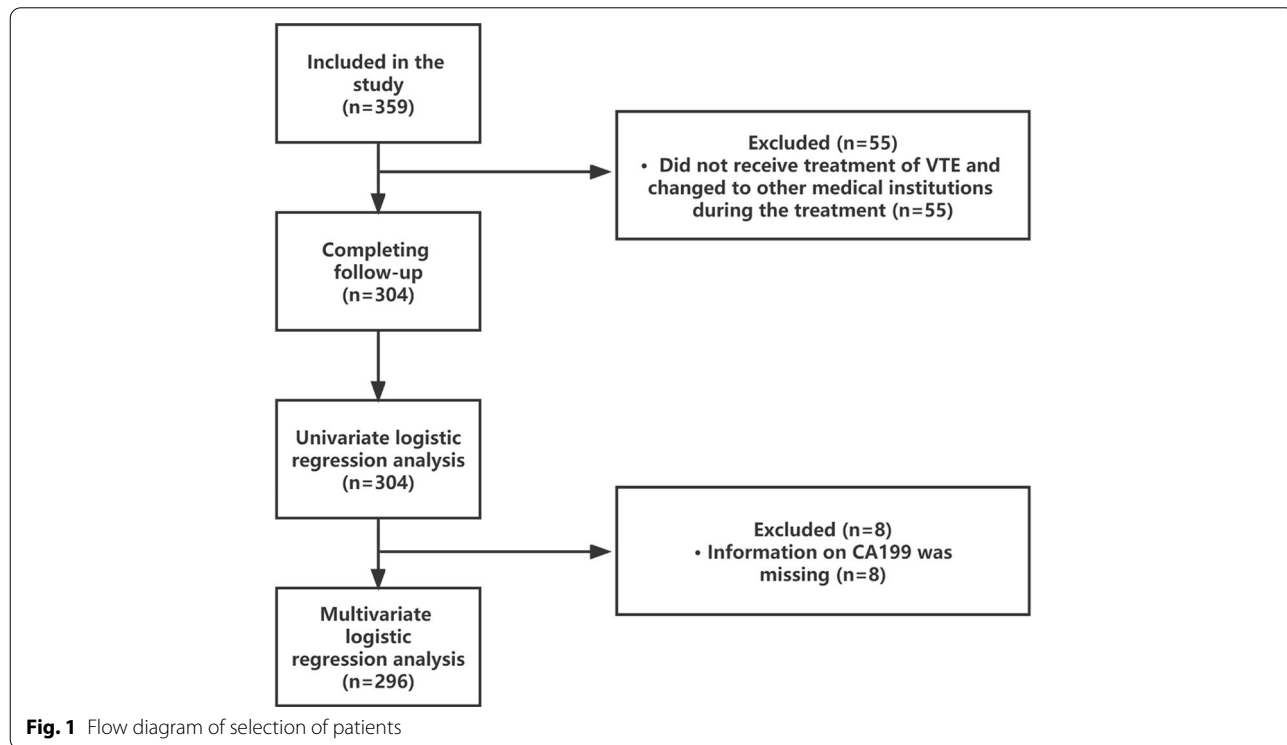 Included in the
study
(n=359)
Excluded (n=55)
• Did not receive treatment of VTE and
changed to other medical institutions
during the treatment (n=55)
Completing
follow-up
(n=304)
Univariate logistic
regression analysis
(n=304)
Excluded (n=8)
• Information on CA199 was
missing (n=8)
Multivariate
logistic
regression analysis
(n=296)
Fig. 1 Flow diagram of selection of patients